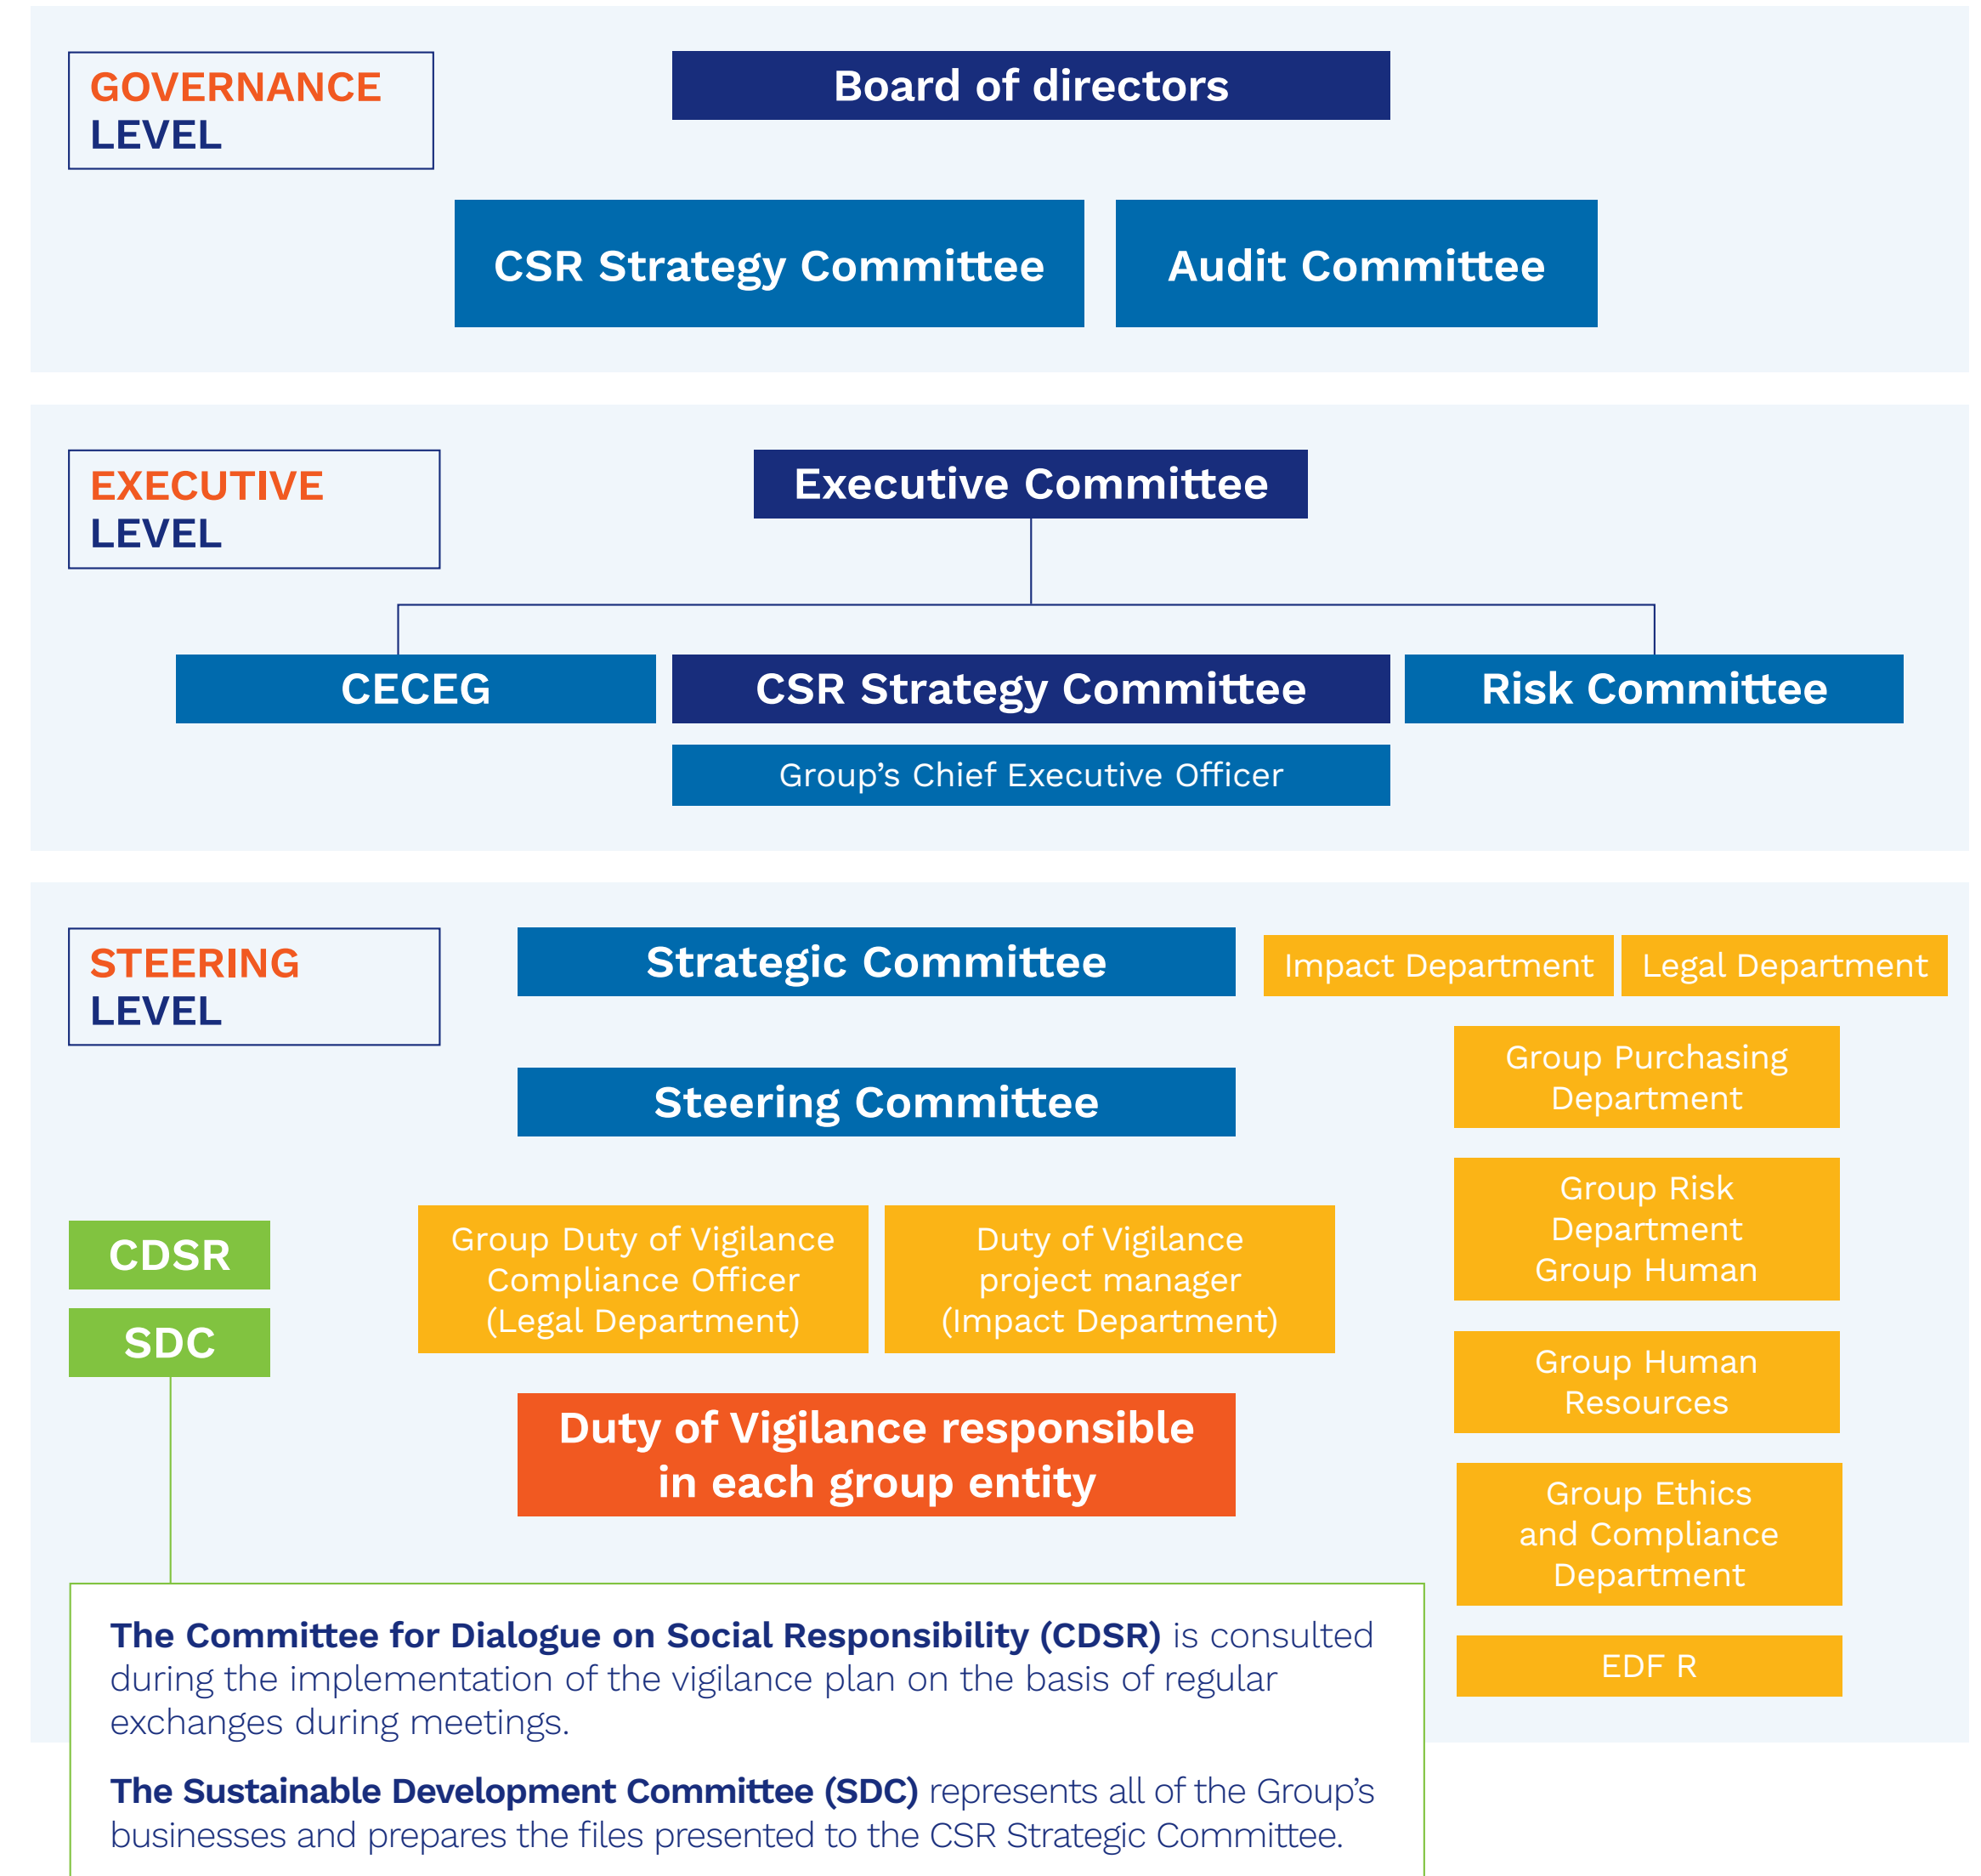 GOVERNANCE
LEVEL
Board of directors
CSR Strategy Committee
Audit Committee
EXECUTIVE
LEVEL
Executive Committee
CECEG
CSR Strategy Committee
Risk Committee
Group’s Chief Executive Officer
STEERING
LEVEL
Strategic Committee
Impact Department
Legal Department
Steering Committee
Group Purchasing
Department
Group Risk
Department
Group Human
CDSR
SDC
Group Duty of Vigilance
Compliance Officer
(Legal Department)
Duty of Vigilance
project manager
(Impact Department)
Group Human
Resources
Duty of Vigilance responsible
in each group entity
Group Ethics
and Compliance
Department
EDF R
The Committee for Dialogue on Social Responsibility (CDSR) is consulted
during the implementation of the vigilance plan on the basis of regular
exchanges during meetings.
The Sustainable Development Committee (SDC) represents all of the Group’s
businesses and prepares the files presented to the CSR Strategic Committee.